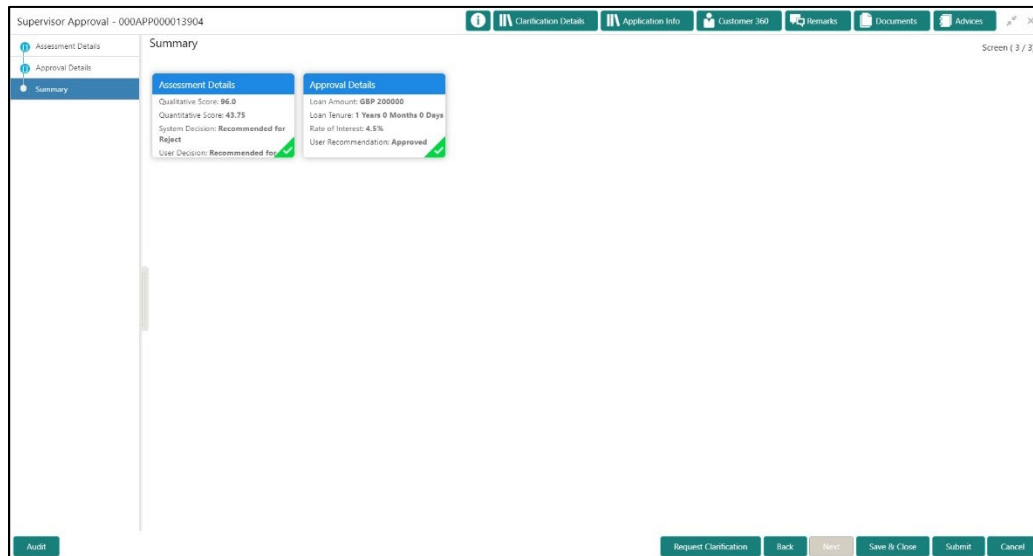 Supervisor Approval - 000APP000013904
Clarification Details
Application Info
Customer 360
Remarks
Documents
Advices
Assessment Details
Approval Details
Summary
Summary
Screen ( 3 / 3
Assessment Details
Qualitative Score: 96.0
Quantitative Score: 43.75
System Decision: Recommended for
Reject
User Decision: Recommended for
Approval Details
Loan Amount: GBP 200000
Loan Tenure: 1 Years 0 Months 0 Days
Rate of Interest: 4.5%
User Recommendation: Approved
Audit
Request Clarification
Back
Next
Save & Close
Submit
Cancel